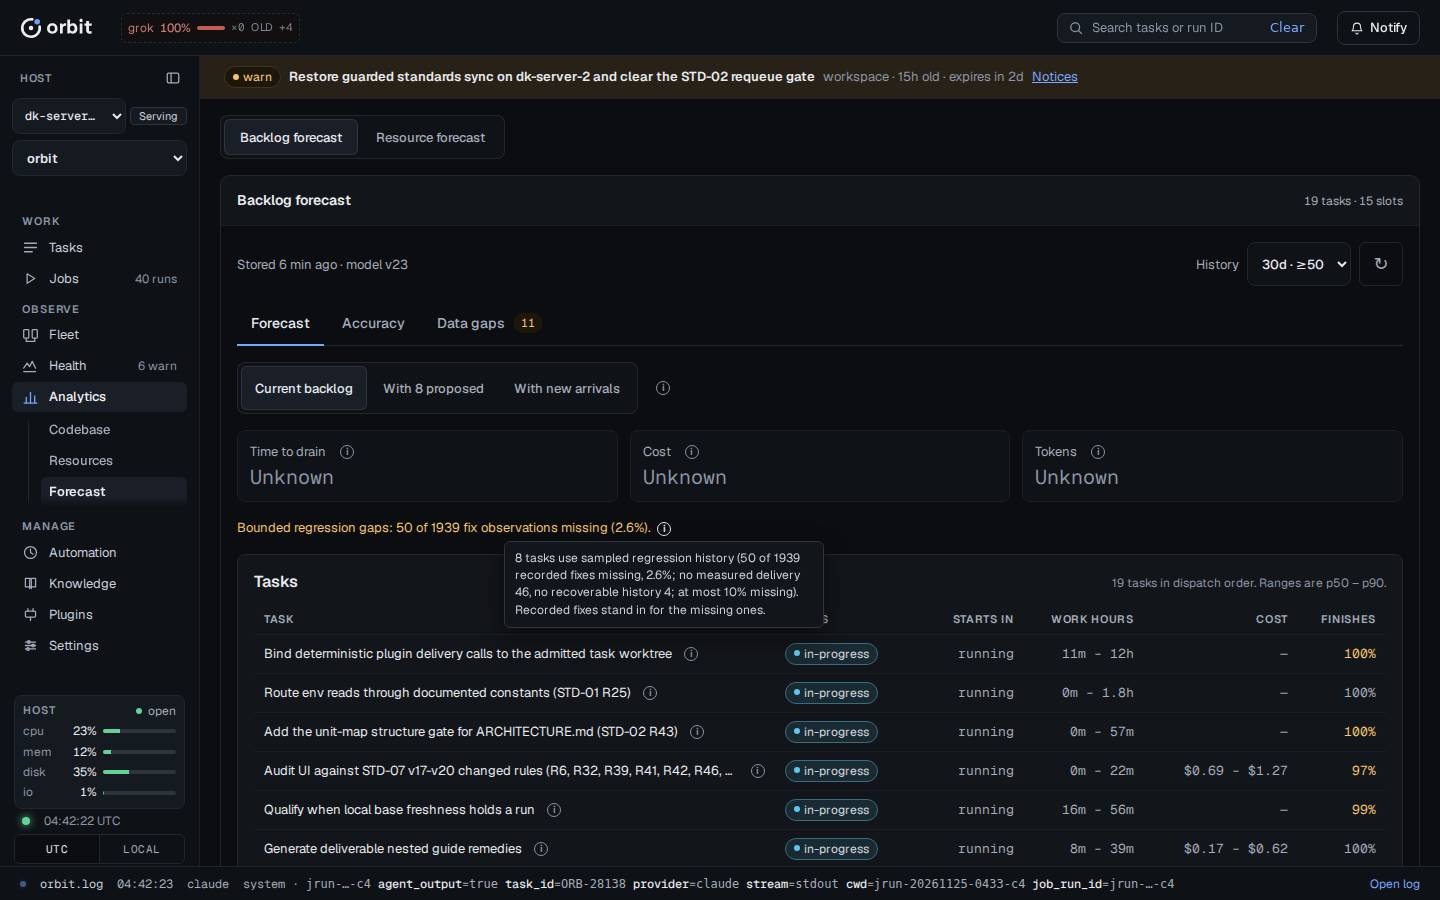 orbit
grok 100% ×0 OLD +4
Search tasks or run ID Clear
Notify
HOST
dk-server…
Serving
orbit
WORK
Tasks
Jobs 40 runs
OBSERVE
Fleet
Health 6 warn
Analytics
Codebase
Resources
Forecast
MANAGE
Automation
Knowledge
Plugins
Settings
HOST open
cpu 23%
mem 12%
disk 35%
io 1%
04:42:22 UTC
UTC LOCAL
warn Restore guarded standards sync on dk-server-2 and clear the STD-02 requeue gate workspace · 15h old · expires in 2d Notices
Backlog forecast Resource forecast
Backlog forecast 19 tasks · 15 slots
Stored 6 min ago · model v23 History 30d · ≥50 ↻
Forecast Accuracy Data gaps 11
Current backlog With 8 proposed With new arrivals
Time to drain
Unknown
Cost
Unknown
Tokens
Unknown
Bounded regression gaps: 50 of 1939 fix observations missing (2.6%).
8 tasks use sampled regression history (50 of 1939
recorded fixes missing, 2.6%; no measured delivery
46, no recoverable history 4; at most 10% missing).
Recorded fixes stand in for the missing ones.
Tasks 19 tasks in dispatch order. Ranges are p50 – p90.
TASK STARTS IN WORK HOURS COST FINISHES
Bind deterministic plugin delivery calls to the admitted task worktree in-progress running 11m – 12h — 100%
Route env reads through documented constants (STD-01 R25) in-progress running 0m – 1.8h — 100%
Add the unit-map structure gate for ARCHITECTURE.md (STD-02 R43) in-progress running 0m – 57m — 100%
Audit UI against STD-07 v17-v20 changed rules (R6, R32, R39, R41, R42, R46, … in-progress running 0m – 22m $0.69 – $1.27 97%
Qualify when local base freshness holds a run in-progress running 16m – 56m — 99%
Generate deliverable nested guide remedies in-progress running 8m – 39m $0.17 – $0.62 100%
orbit.log 04:42:23 claude system · jrun-…-c4 agent_output=true task_id=ORB-28138 provider=claude stream=stdout cwd=jrun-20261125-0433-c4 job_run_id=jrun-…-c4 Open log